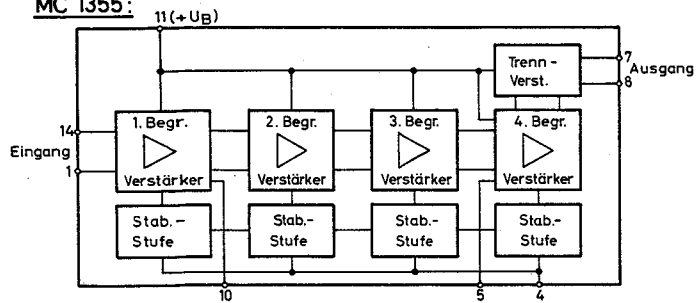 MC 1355:
11 (+UB)
Trenn-
Verst.
7
Ausgang
8
14
Eingang
1
1. Begr.
Verstärker
2. Begr.
Verstärker
3. Begr.
Verstärker
4. Begr.
Verstärker
Stab.-
Stufe
Stab.-
Stufe
Stab.-
Stufe
Stab.-
Stufe
10
5
4